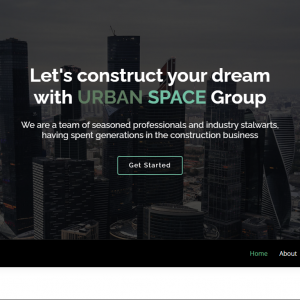 Let's construct your dream
with URBAN SPACE Group
We are a team of seasoned professionals and industry stalwarts,
having spent generations in the construction business
Get Started
Home About